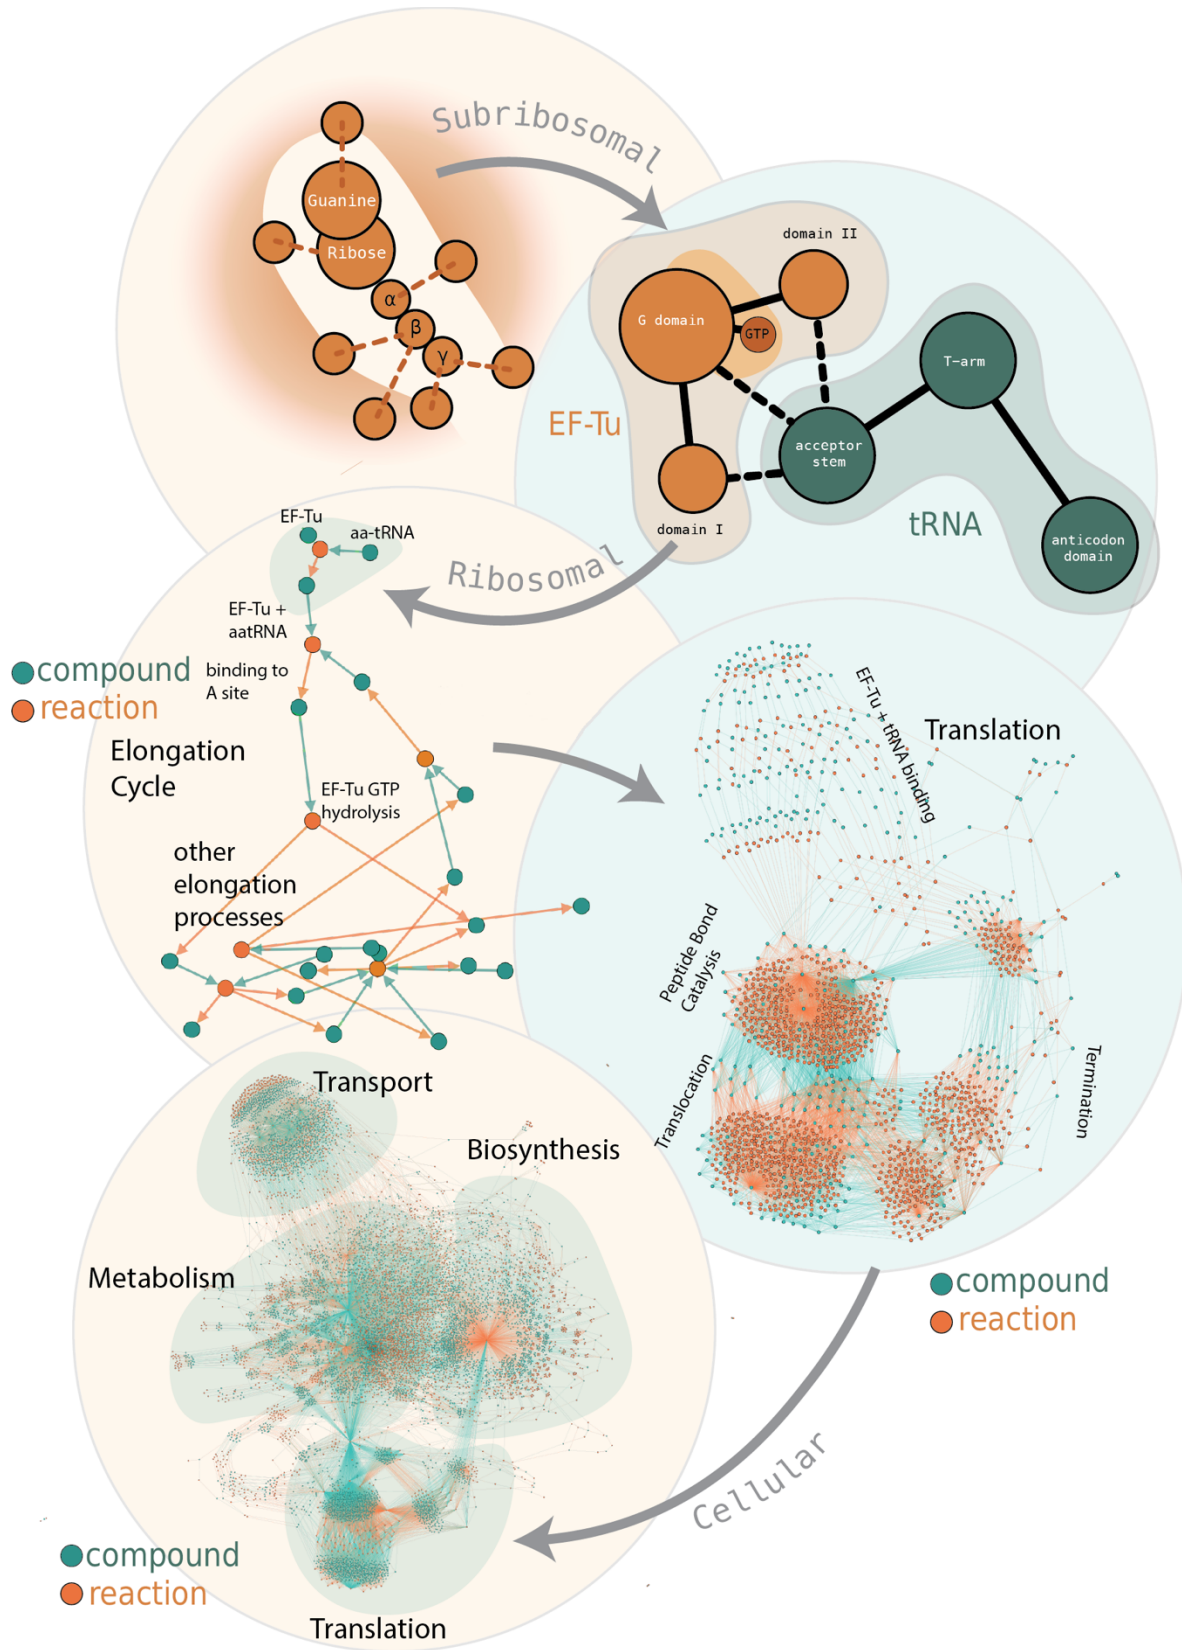 Subribosomal
Guanine
Ribose
α
β
γ
domain II
G domain
GTP
T-arm
EF-Tu
acceptor
stem
domain I
tRNA
anticodon
domain
EF-Tu
aa-tRNA
Ribosomal
EF-Tu +
aatRNA
compound
reaction
binding to
A site
Elongation
Cycle
EF-Tu GTP
hydrolysis
other
elongation
processes
EF-Tu + tRNA binding
Translation
Peptide Bond
Catalysis
Translocation
Termination
compound
reaction
Transport
Biosynthesis
Metabolism
Cellular
compound
reaction
Translation